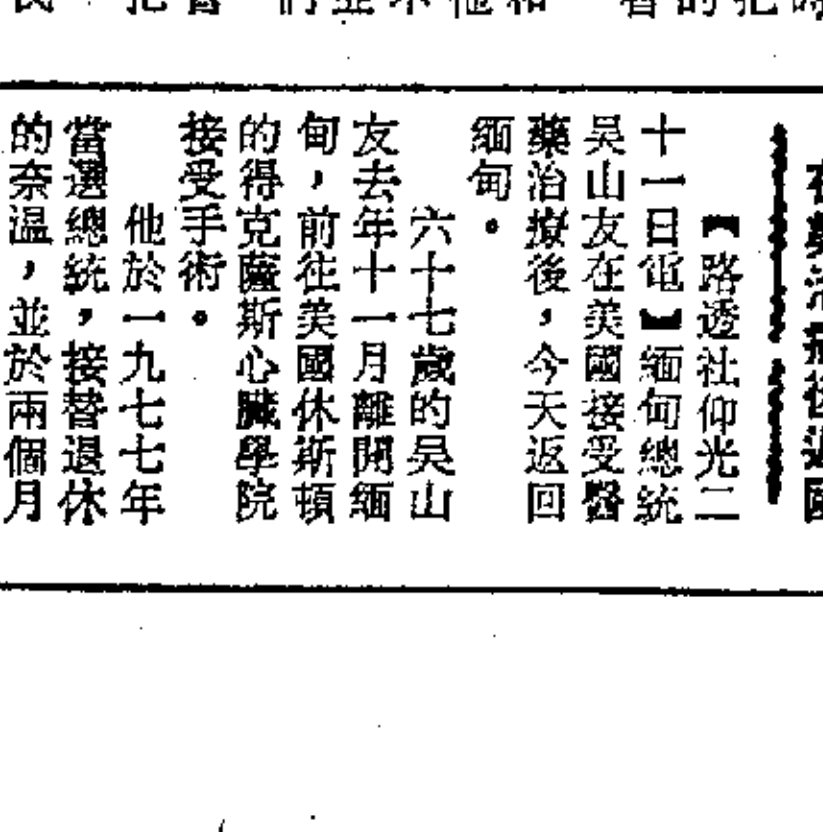 【路透社仰光二
十一日電】緬甸總統
吳山友在美國接受醫
藥治療後，今天返回
緬甸。
六十七歲的吳山
友去年十一月離開緬
甸，前往美國休斯頓
的得克薩斯心臟學院
接受手術。
他於一九七七年
當選總統，接替退休
的奈温，並於兩個月